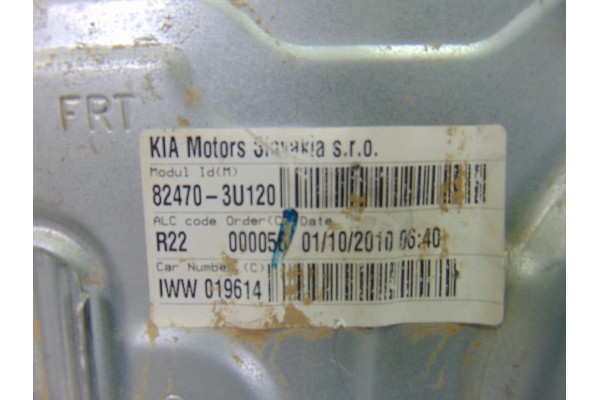 FRT
KIA Motors Slovakia s.r.o.
Modul Id(M)
82470-3U120
ALC code Order(C) Date
R22 000056 01/10/2010 06:40
Car Number (C)
IWW 019614